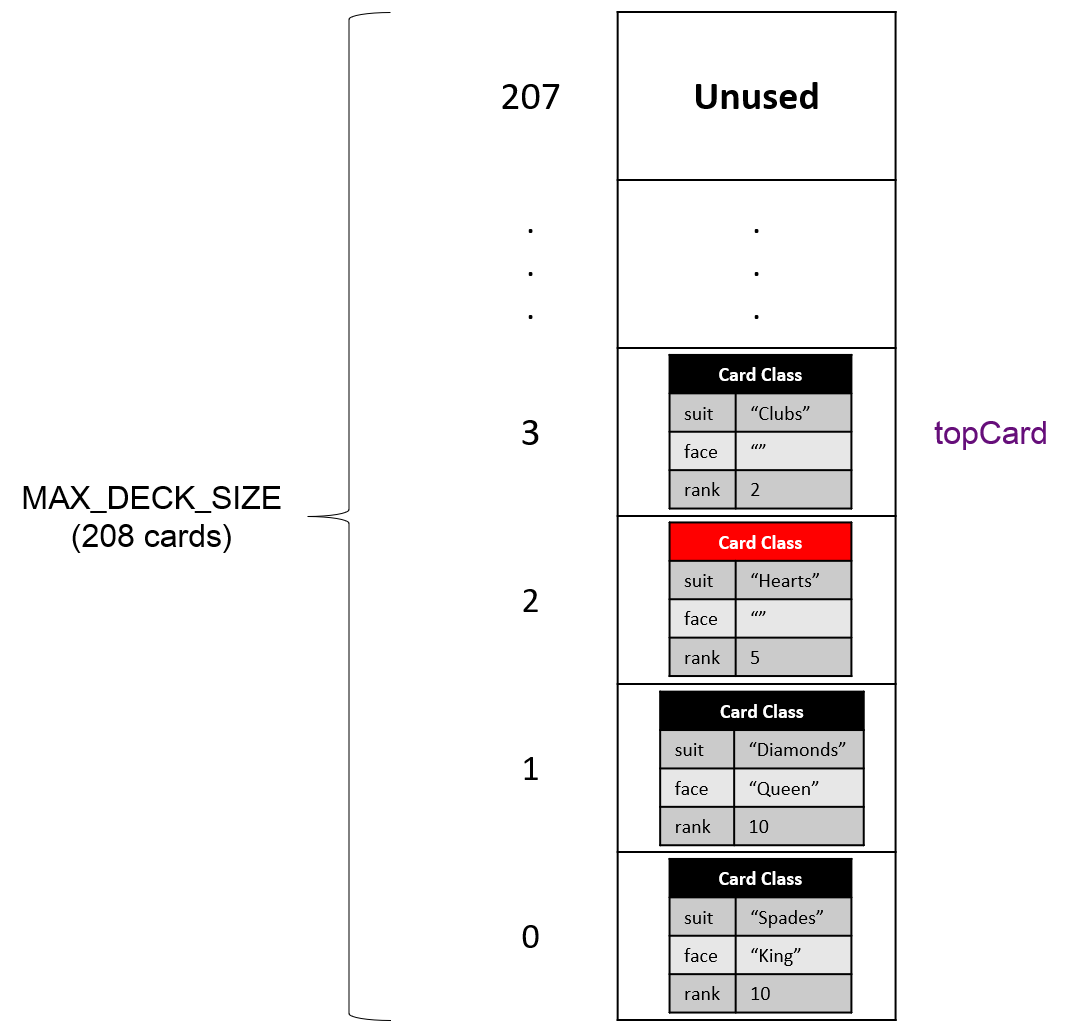 207 Unused
. .
. .
. .
Card Class
suit “Clubs”
3 face “” topCard
rank 2
MAX_DECK_SIZE
(208 cards)
Card Class
suit “Hearts”
2 face “”
rank 5
Card Class
suit “Diamonds”
1 face “Queen”
rank 10
Card Class
suit “Spades”
0 face “King”
rank 10